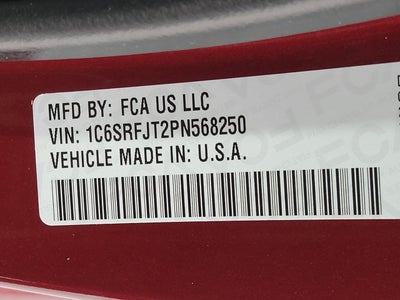 MFD BY: FCA US LLC
VIN: 1C6SRFJT2PN568250
VEHICLE MADE IN: U.S.A.